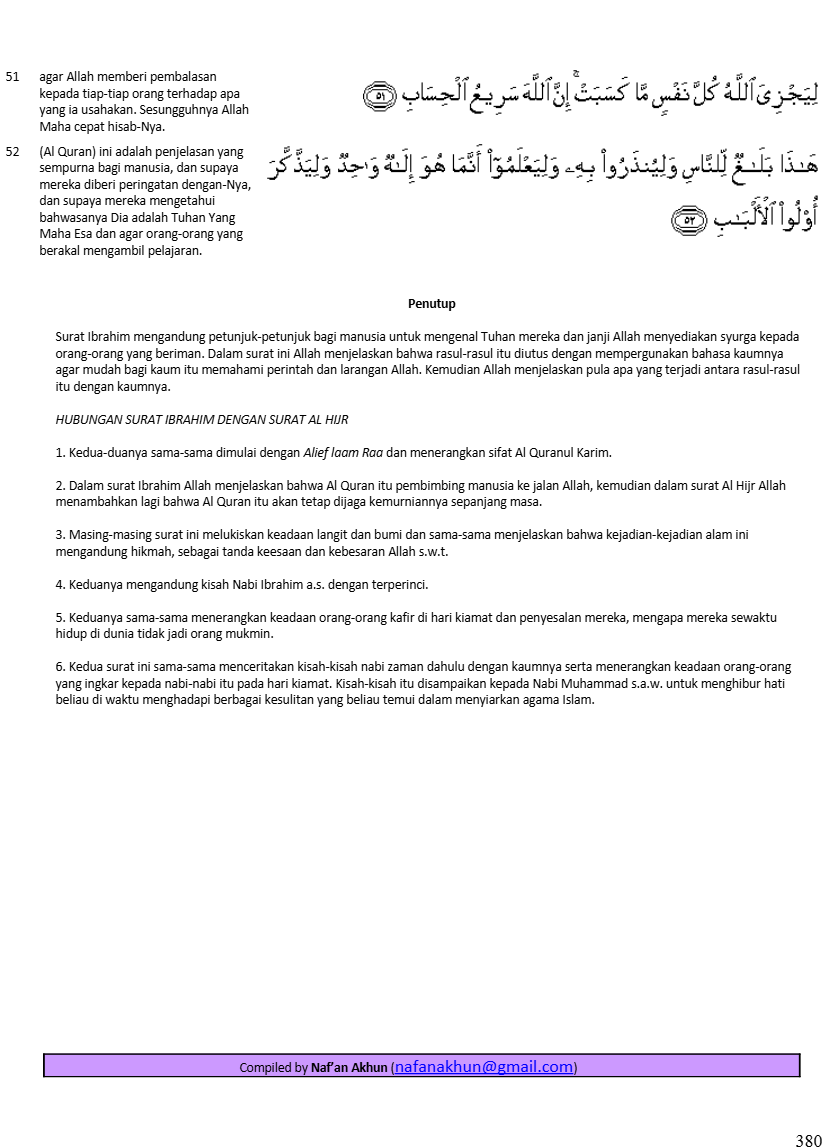 51 agar Allah memberi pembalasan
kepada tiap-tiap orang terhadap apa
yang ia usahakan. Sesungguhnya Allah
Maha cepat hisab-Nya.
لِيَجْزِىَ ٱللَّهُ كُلَّ نَفْسٍ مَّا كَسَبَتْ ۚ إِنَّ ٱللَّهَ سَرِيعُ ٱلْحِسَابِ ٥١
52 (Al Quran) ini adalah penjelasan yang
sempurna bagi manusia, dan supaya
mereka diberi peringatan dengan-Nya,
dan supaya mereka mengetahui
bahwasanya Dia adalah Tuhan Yang
Maha Esa dan agar orang-orang yang
berakal mengambil pelajaran.
هَـٰذَا بَلَـٰغٌ لِّلنَّاسِ وَلِيُنذَرُوا۟ بِهِۦ وَلِيَعْلَمُوٓا۟ أَنَّمَا هُوَ إِلَـٰهٌ وَٰحِدٌ وَلِيَذَّكَّرَ
أُو۟لُوا۟ ٱلْأَلْبَـٰبِ ٥٢
Penutup
Surat Ibrahim mengandung petunjuk-petunjuk bagi manusia untuk mengenal Tuhan mereka dan janji Allah menyediakan syurga kepada
orang-orang yang beriman. Dalam surat ini Allah menjelaskan bahwa rasul-rasul itu diutus dengan mempergunakan bahasa kaumnya
agar mudah bagi kaum itu memahami perintah dan larangan Allah. Kemudian Allah menjelaskan pula apa yang terjadi antara rasul-rasul
itu dengan kaumnya.
HUBUNGAN SURAT IBRAHIM DENGAN SURAT AL HIJR
1. Kedua-duanya sama-sama dimulai dengan Alief laam Raa dan menerangkan sifat Al Quranul Karim.
2. Dalam surat Ibrahim Allah menjelaskan bahwa Al Quran itu pembimbing manusia ke jalan Allah, kemudian dalam surat Al Hijr Allah
menambahkan lagi bahwa Al Quran itu akan tetap dijaga kemurniannya sepanjang masa.
3. Masing-masing surat ini melukiskan keadaan langit dan bumi dan sama-sama menjelaskan bahwa kejadian-kejadian alam ini
mengandung hikmah, sebagai tanda keesaan dan kebesaran Allah s.w.t.
4. Keduanya mengandung kisah Nabi Ibrahim a.s. dengan terperinci.
5. Keduanya sama-sama menerangkan keadaan orang-orang kafir di hari kiamat dan penyesalan mereka, mengapa mereka sewaktu
hidup di dunia tidak jadi orang mukmin.
6. Kedua surat ini sama-sama menceritakan kisah-kisah nabi zaman dahulu dengan kaumnya serta menerangkan keadaan orang-orang
yang ingkar kepada nabi-nabi itu pada hari kiamat. Kisah-kisah itu disampaikan kepada Nabi Muhammad s.a.w. untuk menghibur hati
beliau di waktu menghadapi berbagai kesulitan yang beliau temui dalam menyiarkan agama Islam.
Compiled by Naf’an Akhun (nafanakhun@gmail.com)
380